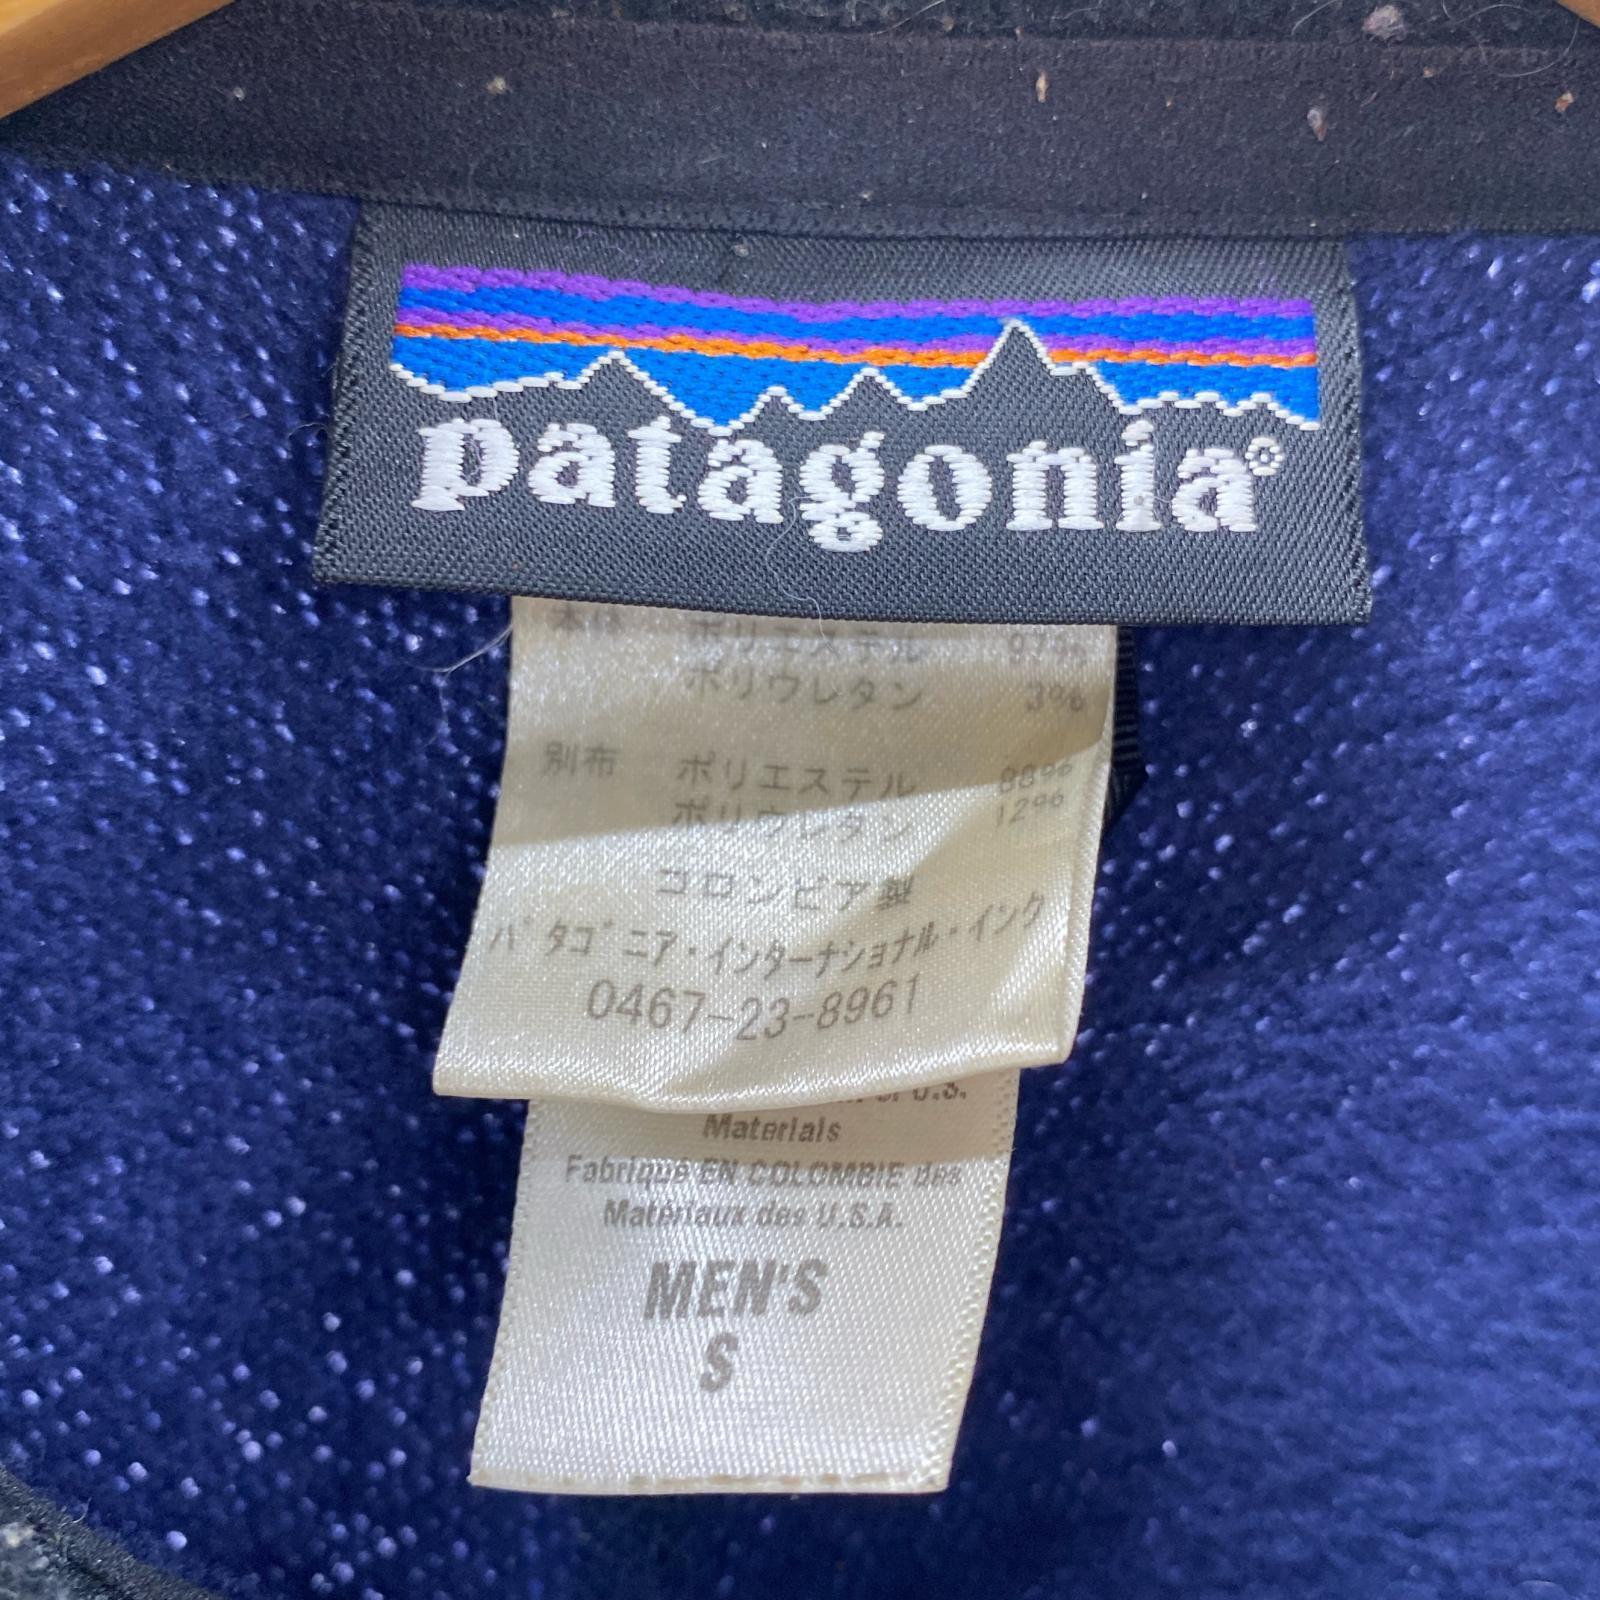 patagonia®
本体 ポリエステル 97%
ポリウレタン 3%
別布 ポリエステル 88%
ポリウレタン 12%
コロンビア製
パタゴニア・インターナショナル・インク
0467-23-8961
U.S.
Materials
Fabriqué EN COLOMBIE des
Matériaux des U.S.A.
MEN'S
S